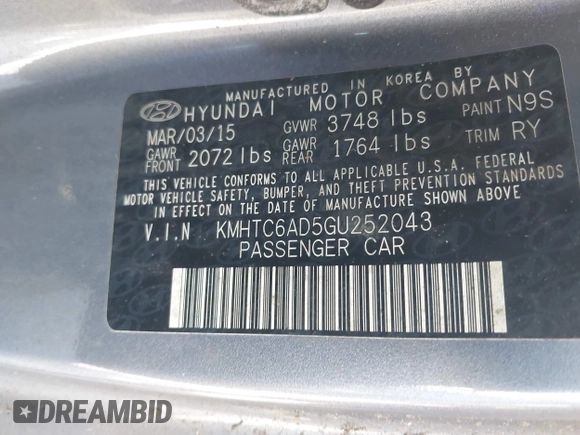 MANUFACTURED IN KOREA BY
HYUNDAI MOTOR COMPANY
MAR/03/15 GVWR 3748 lbs PAINT N9S
GAWR FRONT 2072 lbs GAWR REAR 1764 lbs TRIM RY
THIS VEHICLE CONFORMS TO ALL APPLICABLE U.S.A. FEDERAL
MOTOR VEHICLE SAFETY, BUMPER, AND THEFT PREVENTION STANDARDS
IN EFFECT ON THE DATE OF MANUFACTURE SHOWN ABOVE
V.I.N KMHTC6AD5GU252043
PASSENGER CAR
DREAMBID